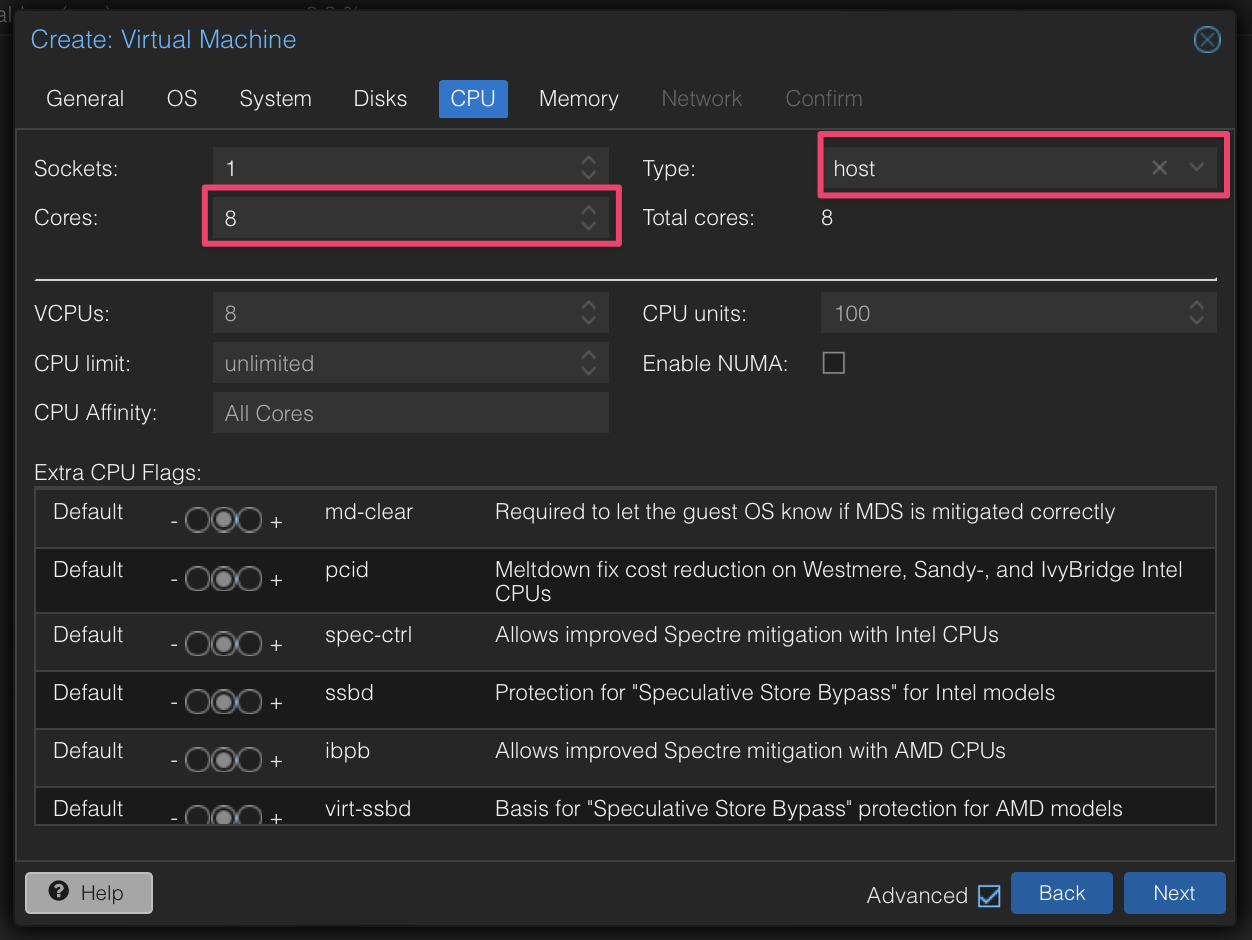 Create: Virtual Machine
General OS System Disks CPU Memory Network Confirm
Sockets: 1 Type: host
Cores: 8 Total cores: 8
VCPUs: 8 CPU units: 100
CPU limit: unlimited Enable NUMA:
CPU Affinity: All Cores
Extra CPU Flags:
Default - + md-clear Required to let the guest OS know if MDS is mitigated correctly
Default - + pcid Meltdown fix cost reduction on Westmere, Sandy-, and IvyBridge Intel
CPUs
Default - + spec-ctrl Allows improved Spectre mitigation with Intel CPUs
Default - + ssbd Protection for "Speculative Store Bypass" for Intel models
Default - + ibpb Allows improved Spectre mitigation with AMD CPUs
Default - + virt-ssbd Basis for "Speculative Store Bypass" protection for AMD models
? Help Advanced Back Next